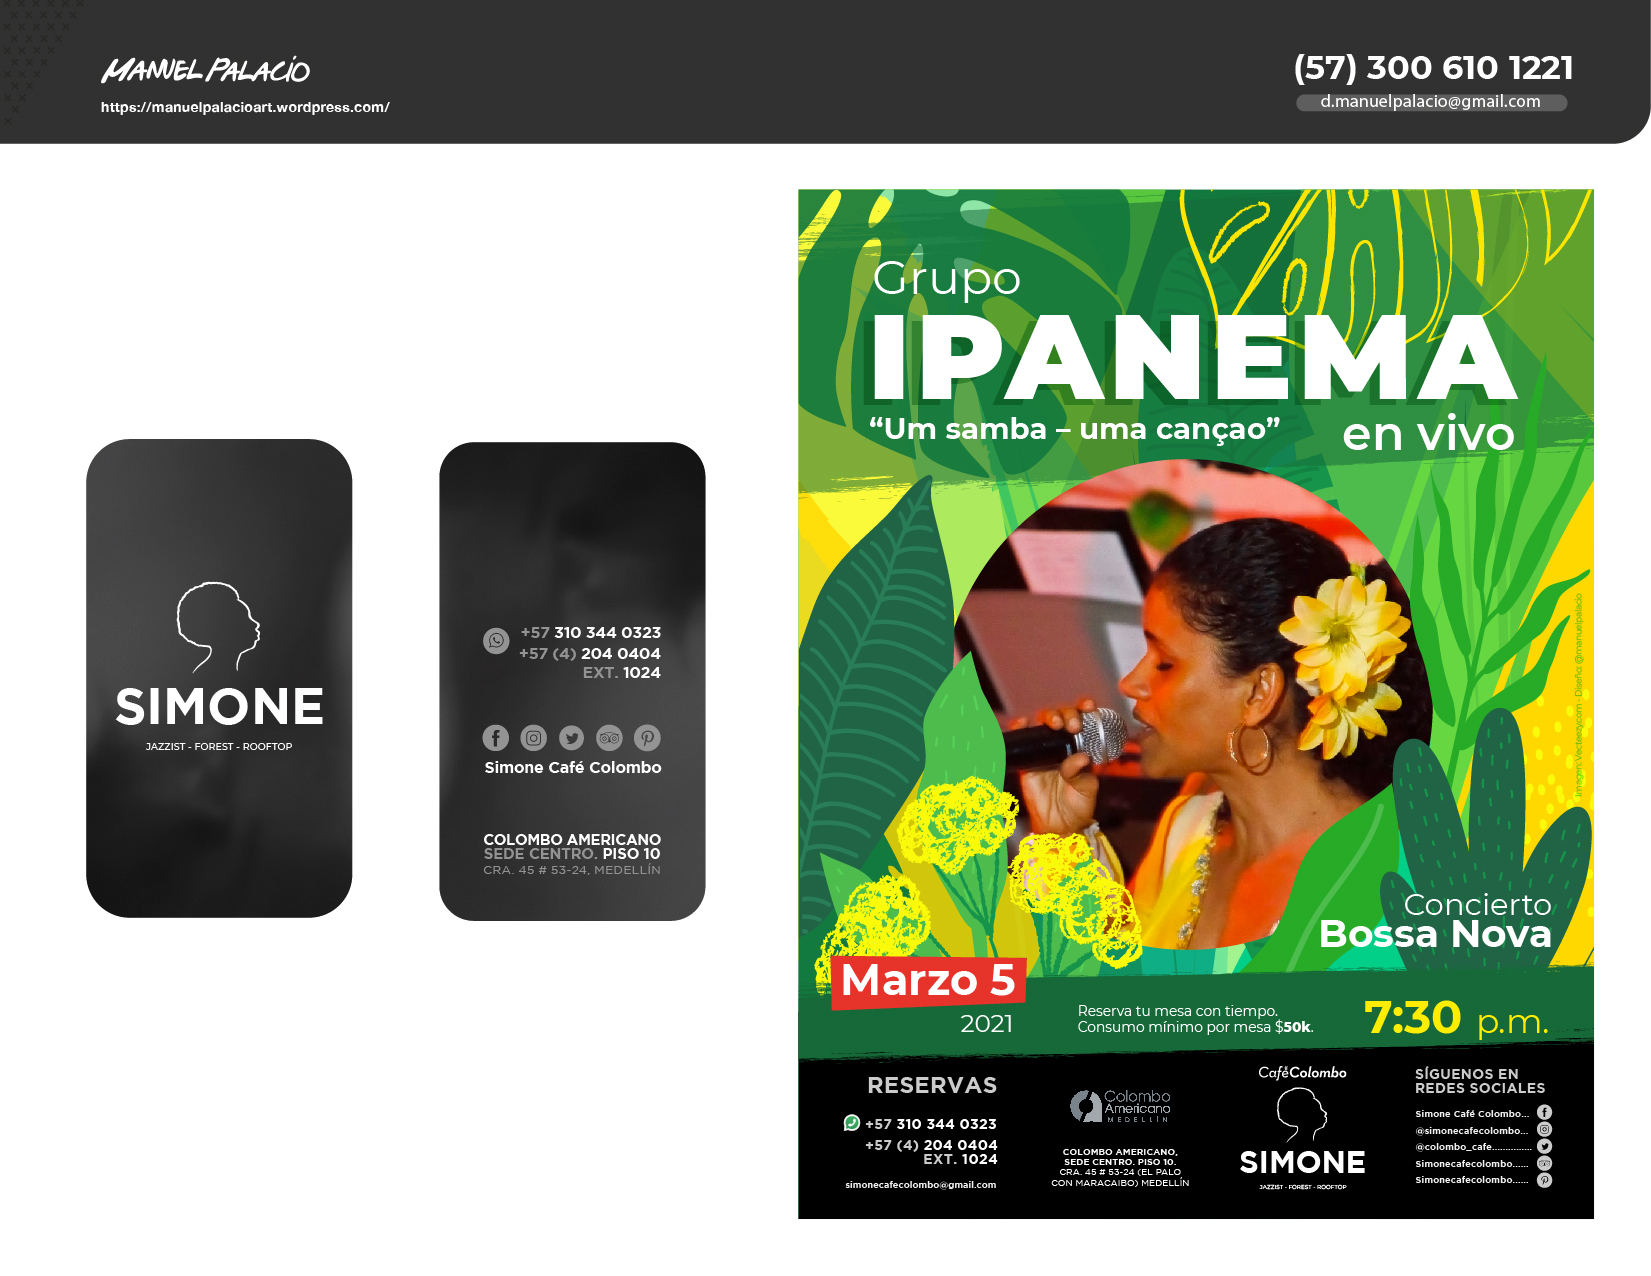 MANUEL PALACIO
https://manuelpalacioart.wordpress.com/
(57) 300 610 1221
d.manuelpalacio@gmail.com
SIMONE
JAZZIST - FOREST - ROOFTOP
+57 310 344 0323
+57 (4) 204 0404
EXT. 1024
Simone Café Colombo
COLOMBO AMERICANO
SEDE CENTRO. PISO 10
CRA. 45 # 53-24, MEDELLÍN
Grupo
IPANEMA
“Um samba – uma cançao”
en vivo
Imagen: Vecteezy.com - Diseño: @manuelpalacio
Concierto
Bossa Nova
Marzo 5
2021
Reserva tu mesa con tiempo.
Consumo mínimo por mesa $50k.
7:30 p.m.
RESERVAS
+57 310 344 0323
+57 (4) 204 0404
EXT. 1024
simonecafecolombo@gmail.com
Colombo
Americano
MEDELLÍN
COLOMBO AMERICANO,
SEDE CENTRO. PISO 10.
CRA. 45 # 53-24 (EL PALO
CON MARACAIBO) MEDELLÍN
CaféColombo
SIMONE
JAZZIST - FOREST - ROOFTOP
SÍGUENOS EN
REDES SOCIALES
Simone Café Colombo...
@simonecafecolombo...
@colombo_cafe...............
Simonecafecolombo......
Simonecafecolombo......